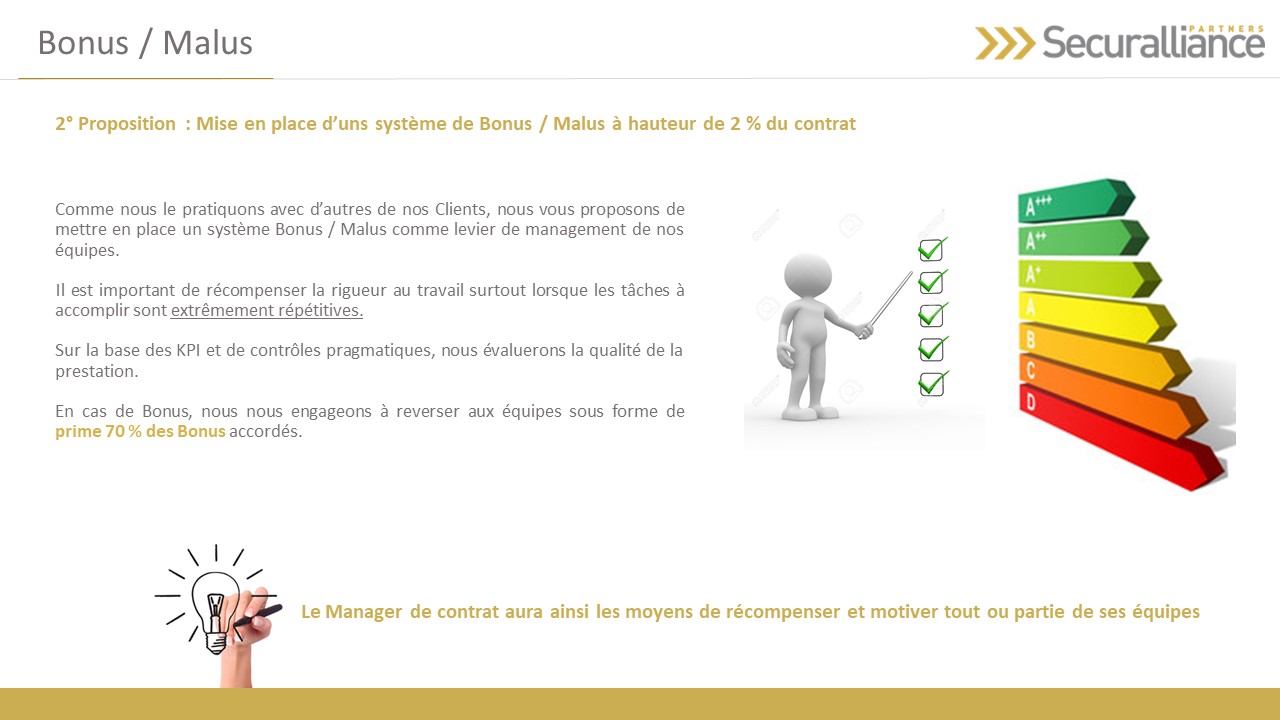 Bonus / Malus
PARTNERS
Securalliance
2° Proposition : Mise en place d’uns système de Bonus / Malus à hauteur de 2 % du contrat
Comme nous le pratiquons avec d’autres de nos Clients, nous vous proposons de
mettre en place un système Bonus / Malus comme levier de management de nos
équipes.
Il est important de récompenser la rigueur au travail surtout lorsque les tâches à
accomplir sont extrêmement répétitives.
Sur la base des KPI et de contrôles pragmatiques, nous évaluerons la qualité de la
prestation.
En cas de Bonus, nous nous engageons à reverser aux équipes sous forme de
prime 70 % des Bonus accordés.
A+++
A++
A+
A
B
C
D
Le Manager de contrat aura ainsi les moyens de récompenser et motiver tout ou partie de ses équipes